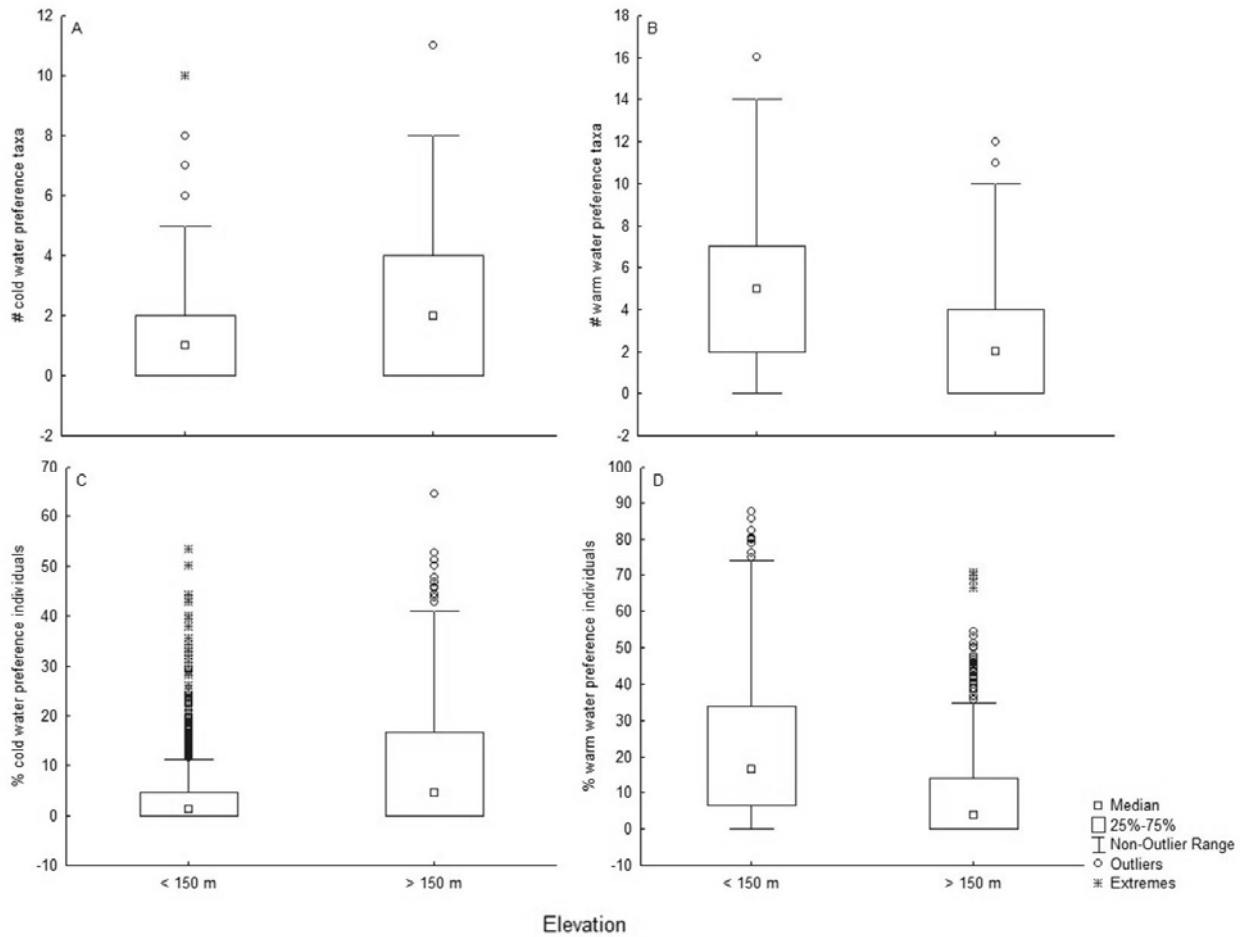 A
# cold water preference taxa
12
10
8
6
4
2
0
-2
B
# warm water preference taxa
18
16
14
12
10
8
6
4
2
0
-2
C
% cold water preference individuals
70
60
50
40
30
20
10
0
-10
< 150 m
> 150 m
D
% warm water preference individuals
100
90
80
70
60
50
40
30
20
10
0
-10
< 150 m
> 150 m
Median
25%-75%
Non-Outlier Range
Outliers
Extremes
Elevation